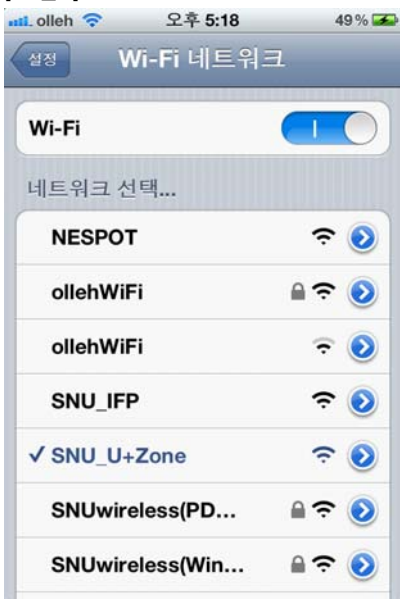 olleh 오후 5:18 49%
설정 Wi-Fi 네트워크
Wi-Fi
네트워크 선택...
NESPOT
ollehWiFi
ollehWiFi
SNU_IFP
✓ SNU_U+Zone
SNUwireless(PD...
SNUwireless(Win...